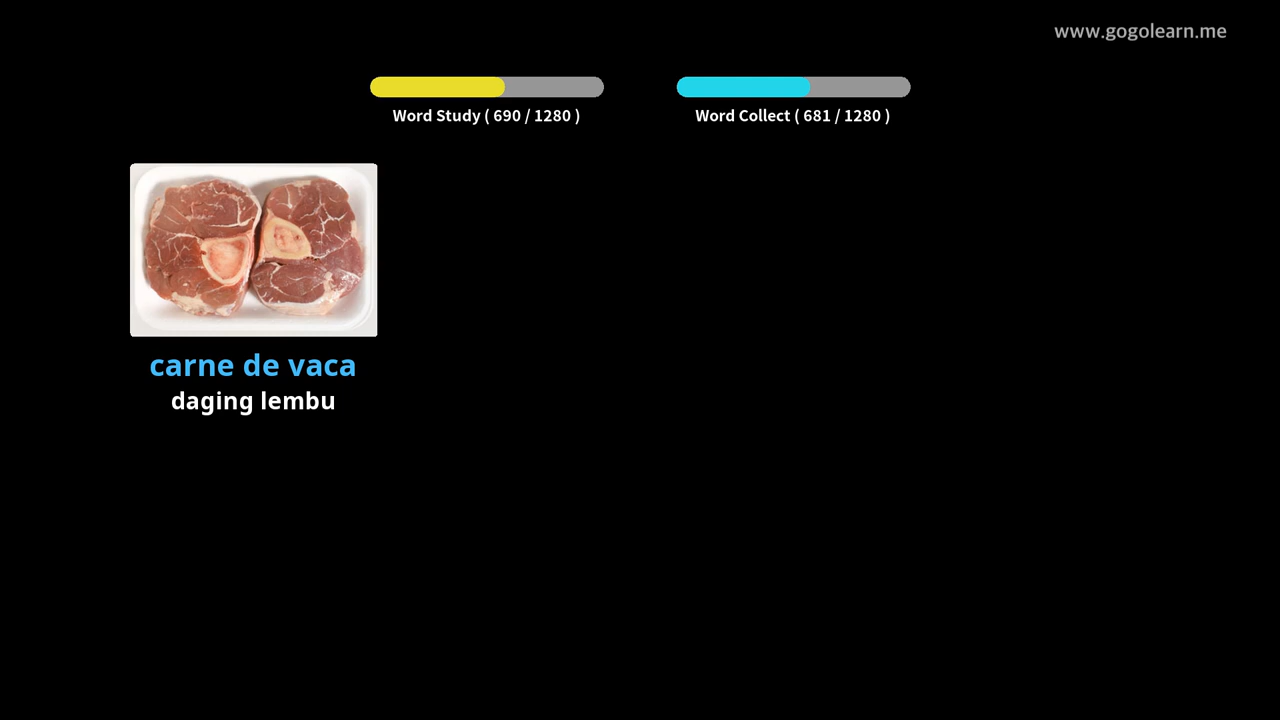 www.gogolearn.me
Word Study ( 690 / 1280 )
Word Collect ( 681 / 1280 )
carne de vaca
daging lembu